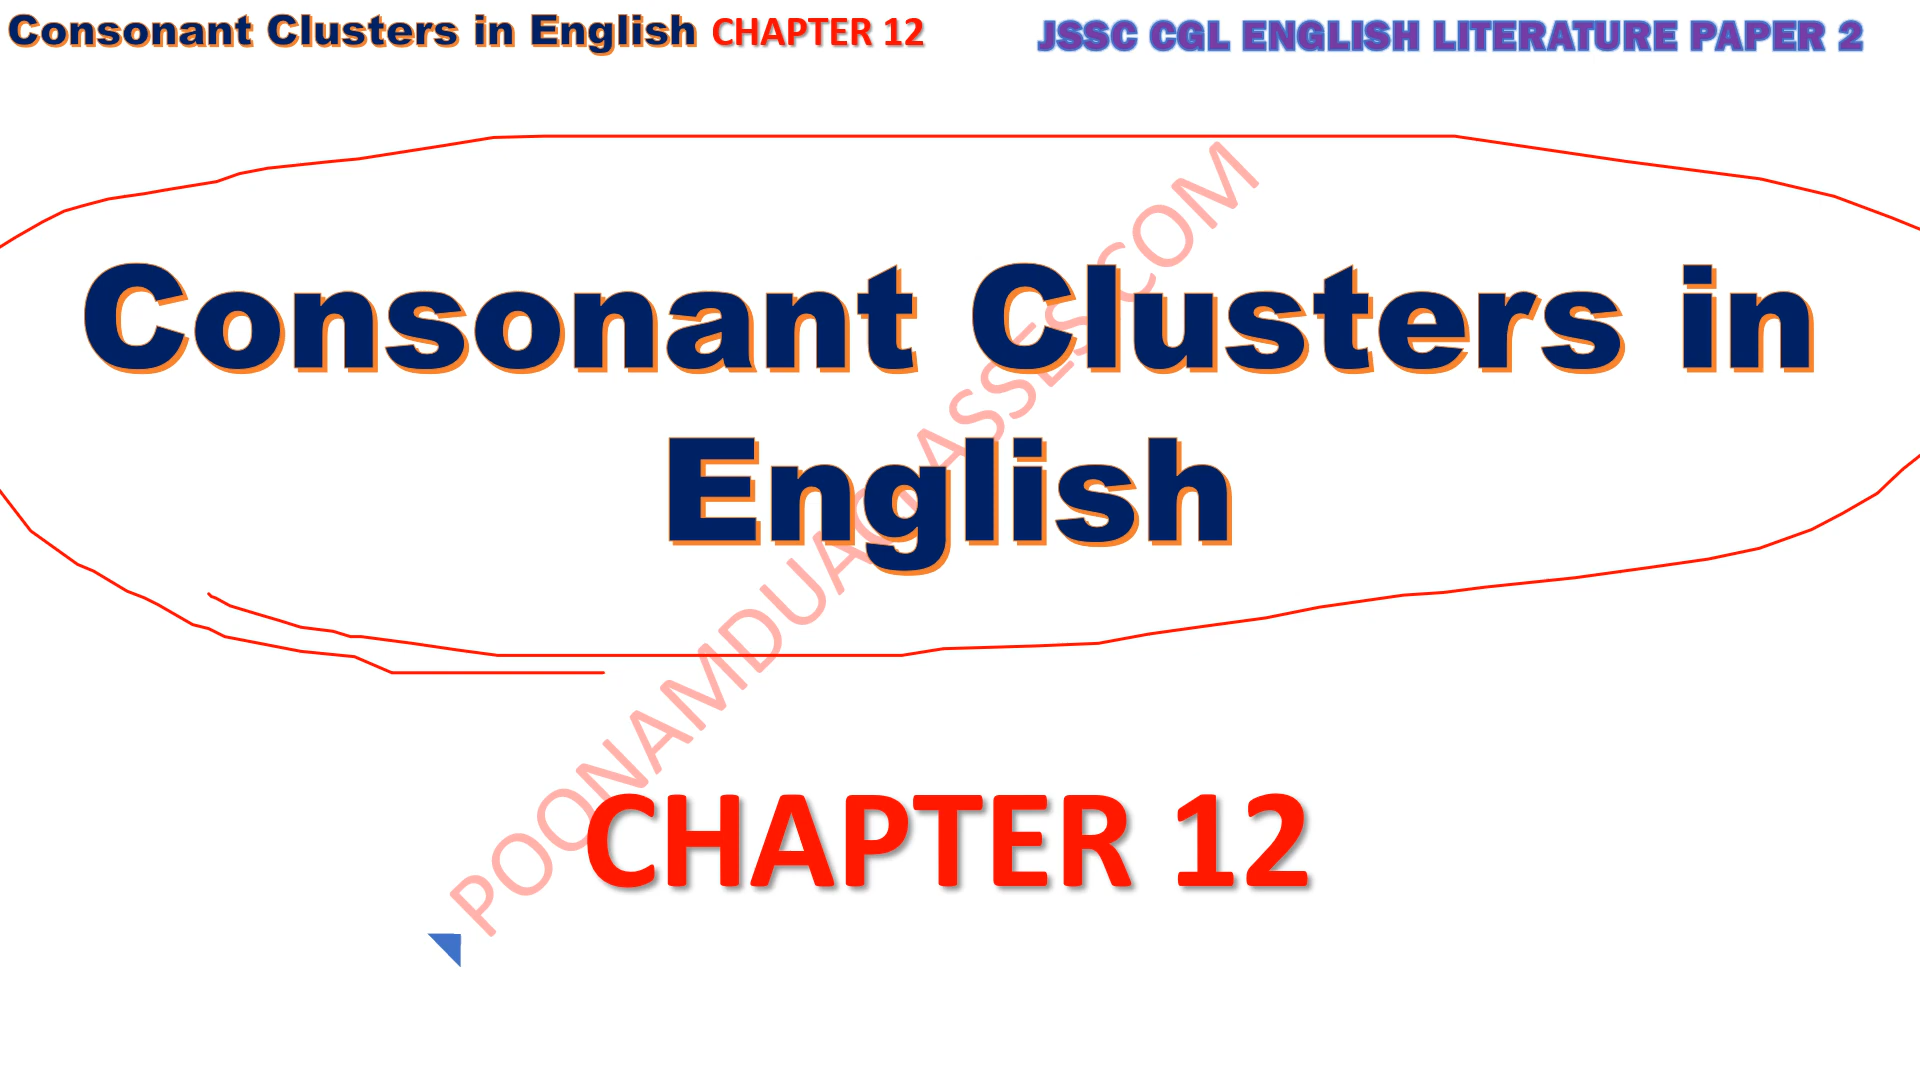 Consonant Clusters in English CHAPTER 12
JSSC CGL ENGLISH LITERATURE PAPER 2
Consonant Clusters in
English
CHAPTER 12
POONAMDUACLASSES.COM